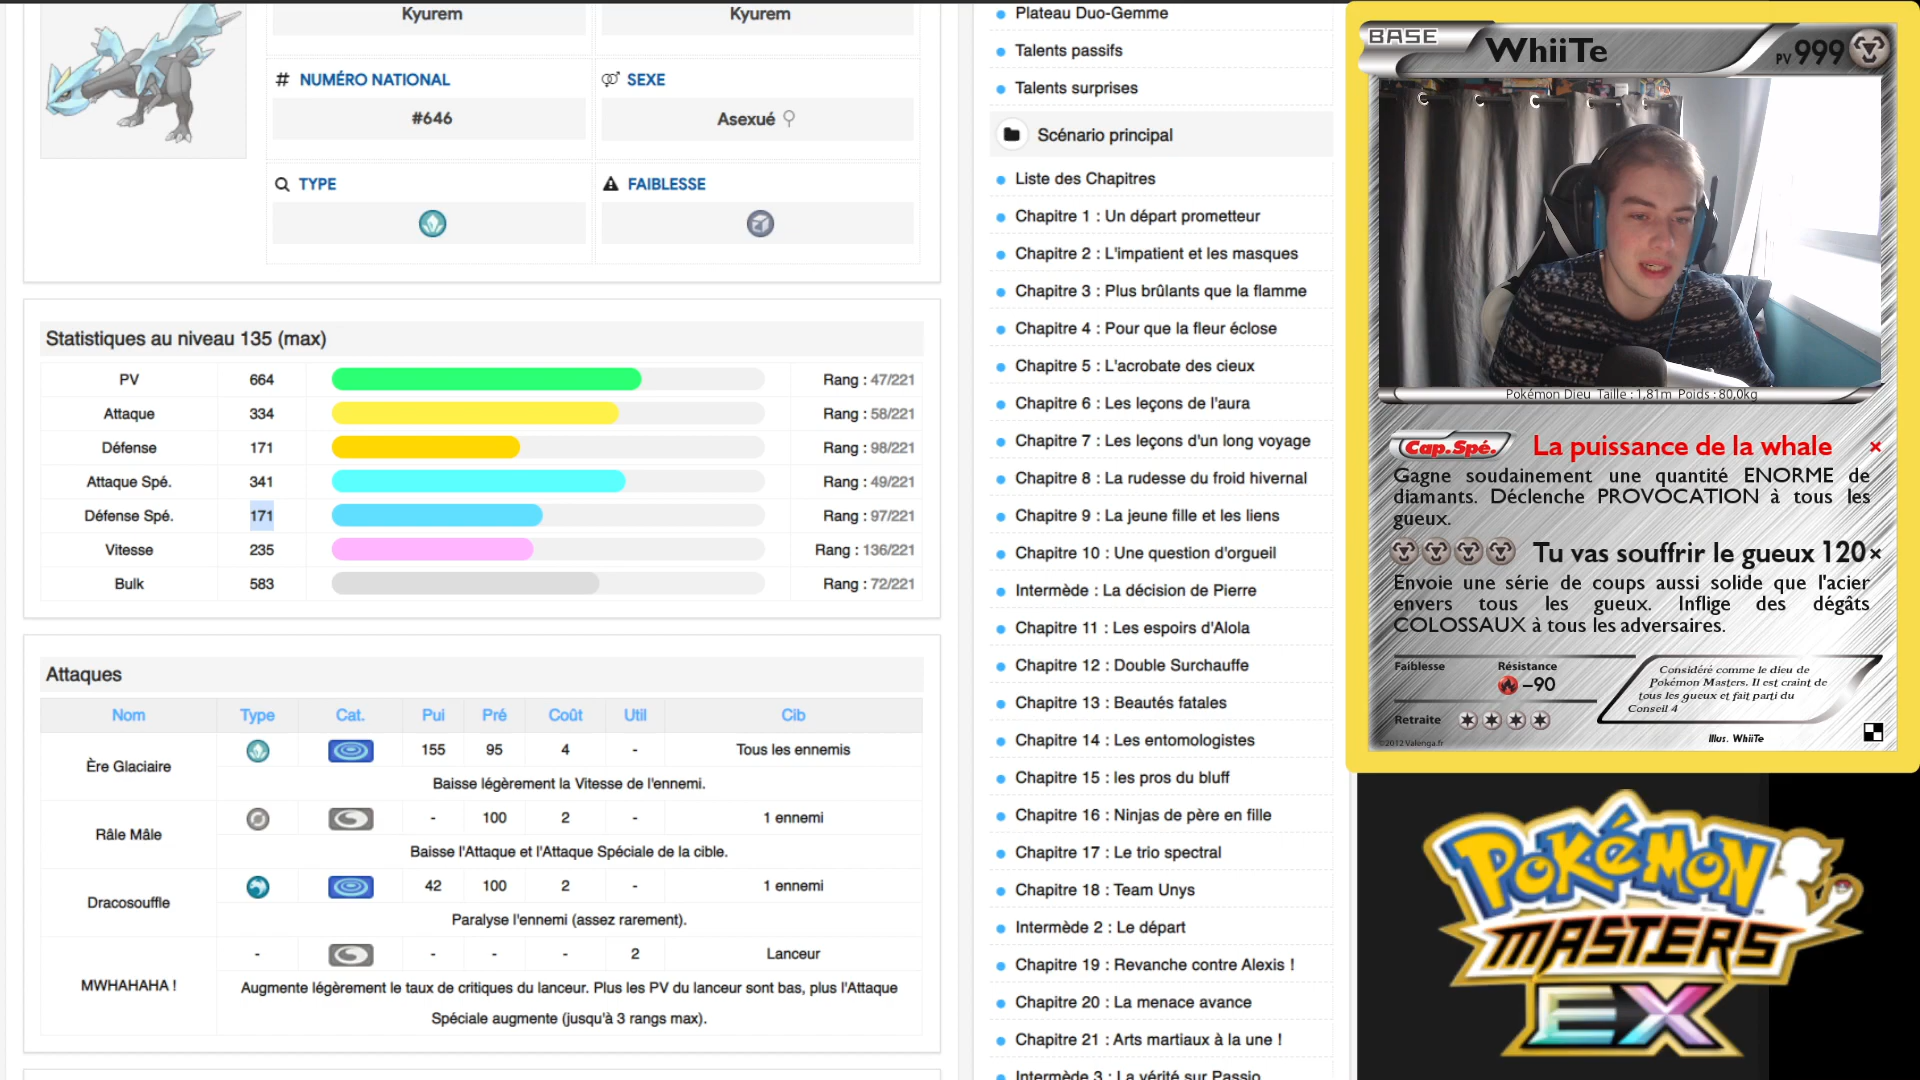 Kyurem
Kyurem
NUMÉRO NATIONAL
SEXE
#646
Asexué
TYPE
FAIBLESSE
Statistiques au niveau 135 (max)
PV 664 Rang : 47/221
Attaque 334 Rang : 58/221
Défense 171 Rang : 98/221
Attaque Spé. 341 Rang : 49/221
Défense Spé. 171 Rang : 97/221
Vitesse 235 Rang : 136/221
Bulk 583 Rang : 72/221
Attaques
Nom Type Cat. Pui Pré Coût Util Cib
Ère Glaciaire 155 95 4 - Tous les ennemis
Baisse légèrement la Vitesse de l'ennemi.
Râle Mâle - 100 2 - 1 ennemi
Baisse l'Attaque et l'Attaque Spéciale de la cible.
Dracosouffle 42 100 2 - 1 ennemi
Paralyse l'ennemi (assez rarement).
MWHAHAHA ! - - - - 2 Lanceur
Augmente légèrement le taux de critiques du lanceur. Plus les PV du lanceur sont bas, plus l'Attaque
Spéciale augmente (jusqu'à 3 rangs max).
Plateau Duo-Gemme
Talents passifs
Talents surprises
Scénario principal
Liste des Chapitres
Chapitre 1 : Un départ prometteur
Chapitre 2 : L'impatient et les masques
Chapitre 3 : Plus brûlants que la flamme
Chapitre 4 : Pour que la fleur éclose
Chapitre 5 : L'acrobate des cieux
Chapitre 6 : Les leçons de l'aura
Chapitre 7 : Les leçons d'un long voyage
Chapitre 8 : La rudesse du froid hivernal
Chapitre 9 : La jeune fille et les liens
Chapitre 10 : Une question d'orgueil
Intermède : La décision de Pierre
Chapitre 11 : Les espoirs d'Alola
Chapitre 12 : Double Surchauffe
Chapitre 13 : Beautés fatales
Chapitre 14 : Les entomologistes
Chapitre 15 : les pros du bluff
Chapitre 16 : Ninjas de père en fille
Chapitre 17 : Le trio spectral
Chapitre 18 : Team Unys
Intermède 2 : Le départ
Chapitre 19 : Revanche contre Alexis !
Chapitre 20 : La menace avance
Chapitre 21 : Arts martiaux à la une !
Intermède 3 : La vérité sur Passio
BASE WhiiTe PV 999
Pokémon Dieu Taille : 1,81m Poids : 80,0kg
Cap.Spé. La puissance de la whale ×
Gagne soudainement une quantité ENORME de
diamants. Déclenche PROVOCATION à tous les
gueux.
Tu vas souffrir le gueux 120×
Envoie une série de coups aussi solide que l'acier
envers tous les gueux. Inflige des dégâts
COLOSSAUX à tous les adversaires.
Faiblesse Résistance
-90
Retraite
Considéré comme le dieu de
Pokémon Masters. Il est craint de
tous les gueux et fait parti du
Conseil 4
©2012 Valenga.fr
Illus. WhiiTe
POKÉMON
MASTERS
EX